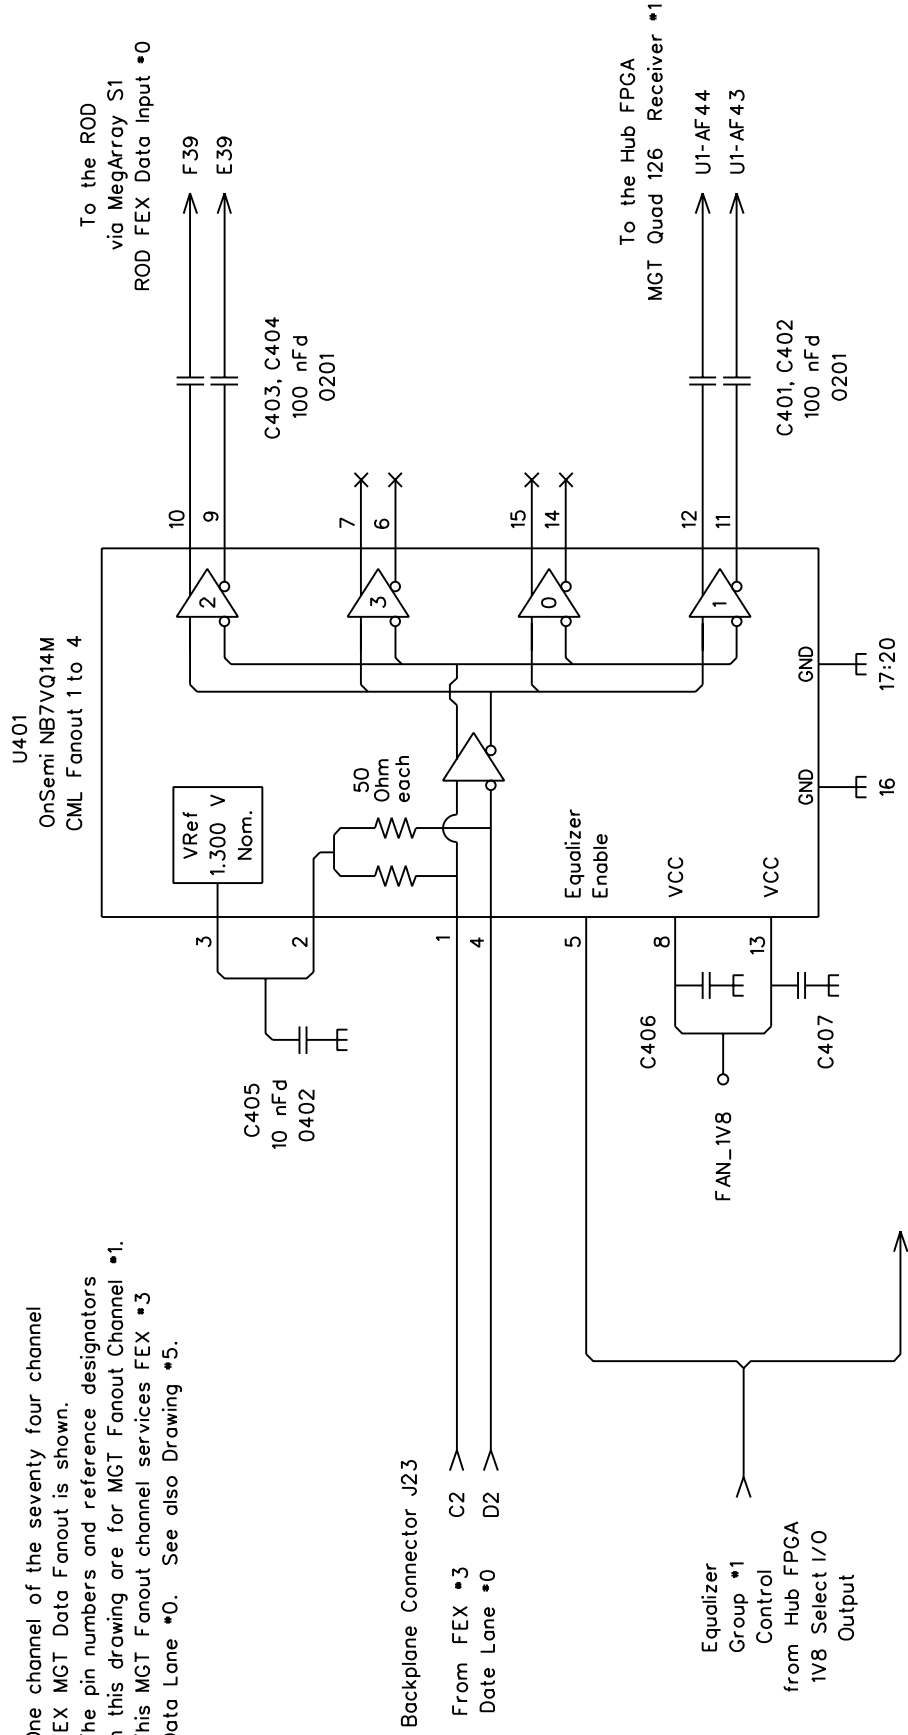 One channel of the seventy four channel
EX MGT Data Fanout is shown.
he pin numbers and reference designators
n this drawing are for MGT Fanout Channel #1.
his MGT Fanout channel services FEX #3
ata Lane #0. See also Drawing #5.
U401
OnSemi NB7VQ14M
CML Fanout 1 to 4
To the ROD
via MegArray S1
ROD FEX Data Input #0
F39
E39
C403, C404
100 nFd
0201
10
9
2
7
6
3
15
14
0
12
11
1
To the Hub FPGA
MGT Quad 126 Receiver #1
U1-AF44
U1-AF43
C401, C402
100 nFd
0201
VRef
1.300 V
Nom.
3
2
C405
10 nFd
0402
50
Ohm
each
1
4
Backplane Connector J23
From FEX #3
Date Lane #0
C2
D2
Equalizer
Enable
5
VCC
8
VCC
13
GND
16
GND
17:20
C406
C407
FAN_1V8
Equalizer
Group #1
Control
from Hub FPGA
1V8 Select I/O
Output